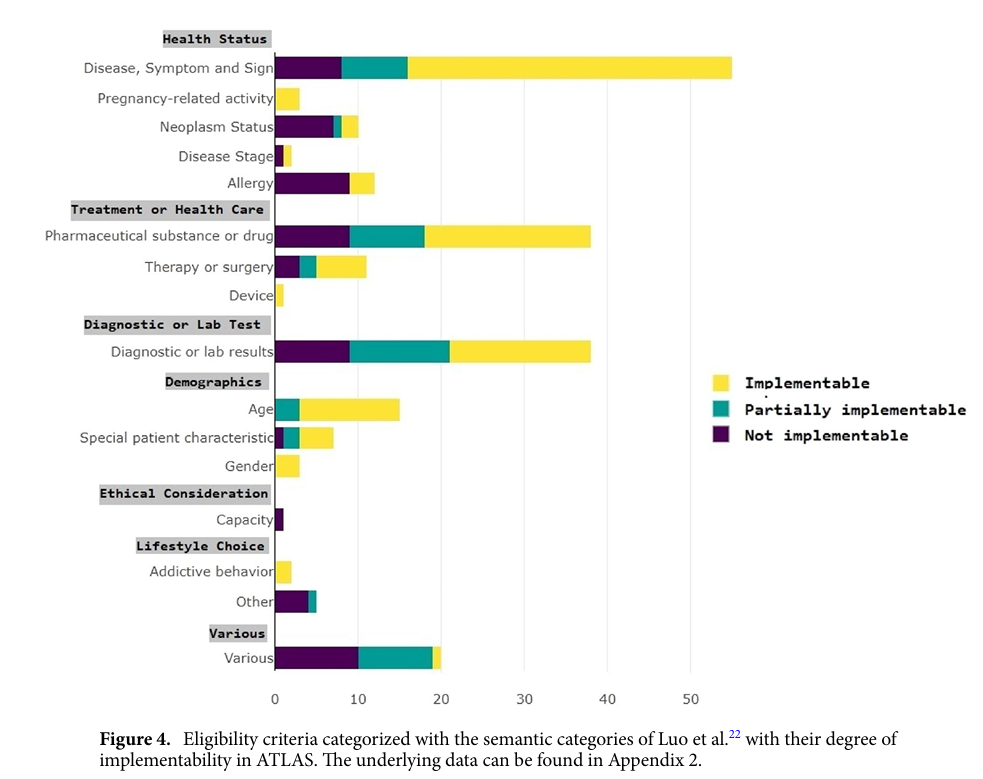 Health Status
Disease, Symptom and Sign
Pregnancy-related activity
Neoplasm Status
Disease Stage
Allergy
Treatment or Health Care
Pharmaceutical substance or drug
Therapy or surgery
Device
Diagnostic or Lab Test
Diagnostic or lab results
Demographics
Age
Special patient characteristic
Gender
Ethical Consideration
Capacity
Lifestyle Choice
Addictive behavior
Other
Various
Various
0 10 20 30 40 50
Implementable
Partially implementable
Not implementable
Figure 4. Eligibility criteria categorized with the semantic categories of Luo et al.22 with their degree of
implementability in ATLAS. The underlying data can be found in Appendix 2.